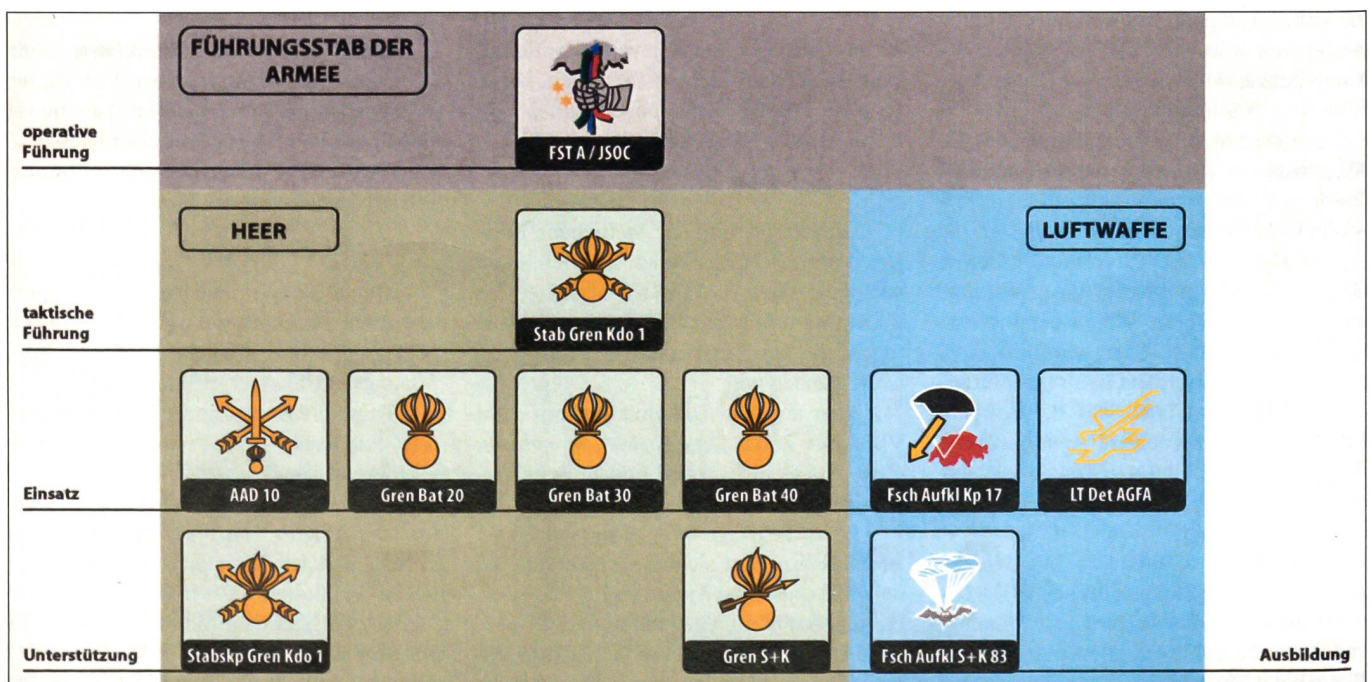 FÜHRUNGSSTAB DER
ARMEE
operative
Führung
FST A / JSOC
HEER
LUFTWAFFE
taktische
Führung
Stab Gren Kdo 1
Einsatz
AAD 10
Gren Bat 20
Gren Bat 30
Gren Bat 40
Fsch Aufkl Kp 17
LT Det AGFA
Unterstützung
Stabskp Gren Kdo 1
Gren S+K
Fsch Aufkl S+K 83
Ausbildung